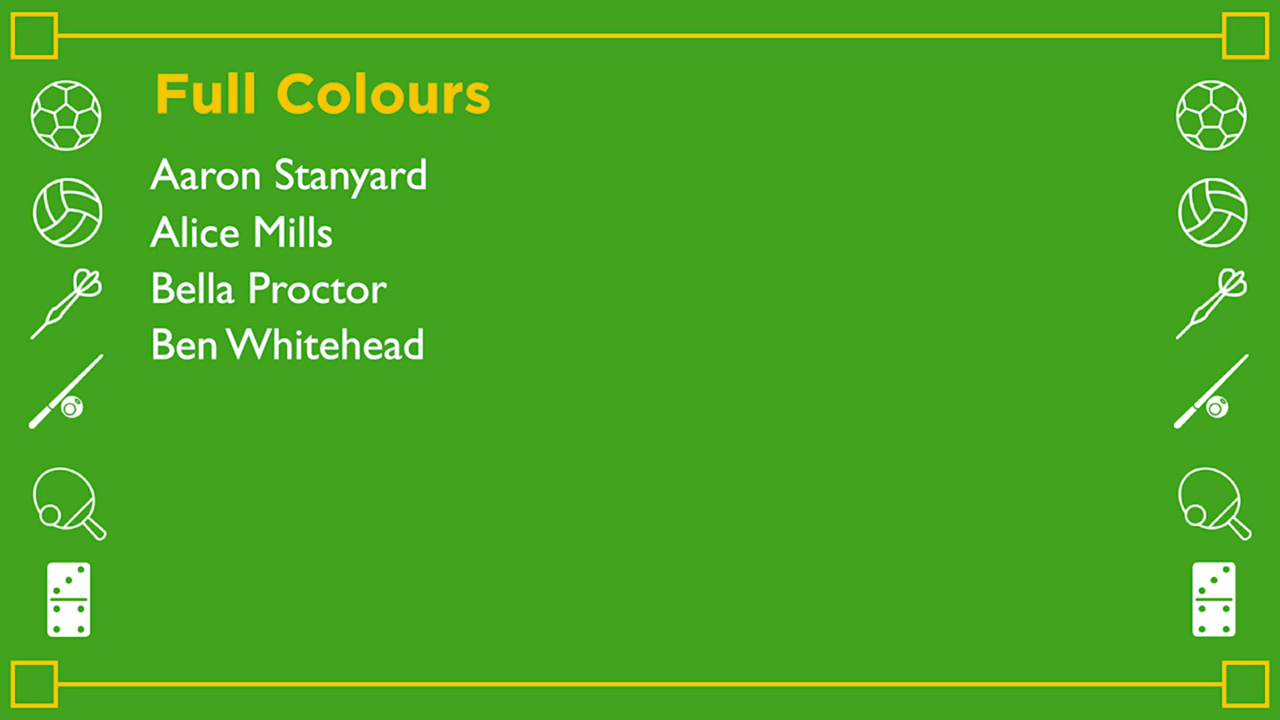 Full Colours
Aaron Stanyard
Alice Mills
Bella Proctor
Ben Whitehead